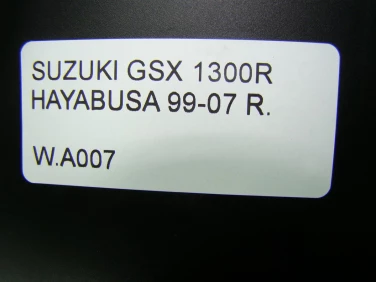 SUZUKI GSX 1300R
HAYABUSA 99-07 R.
W.A007